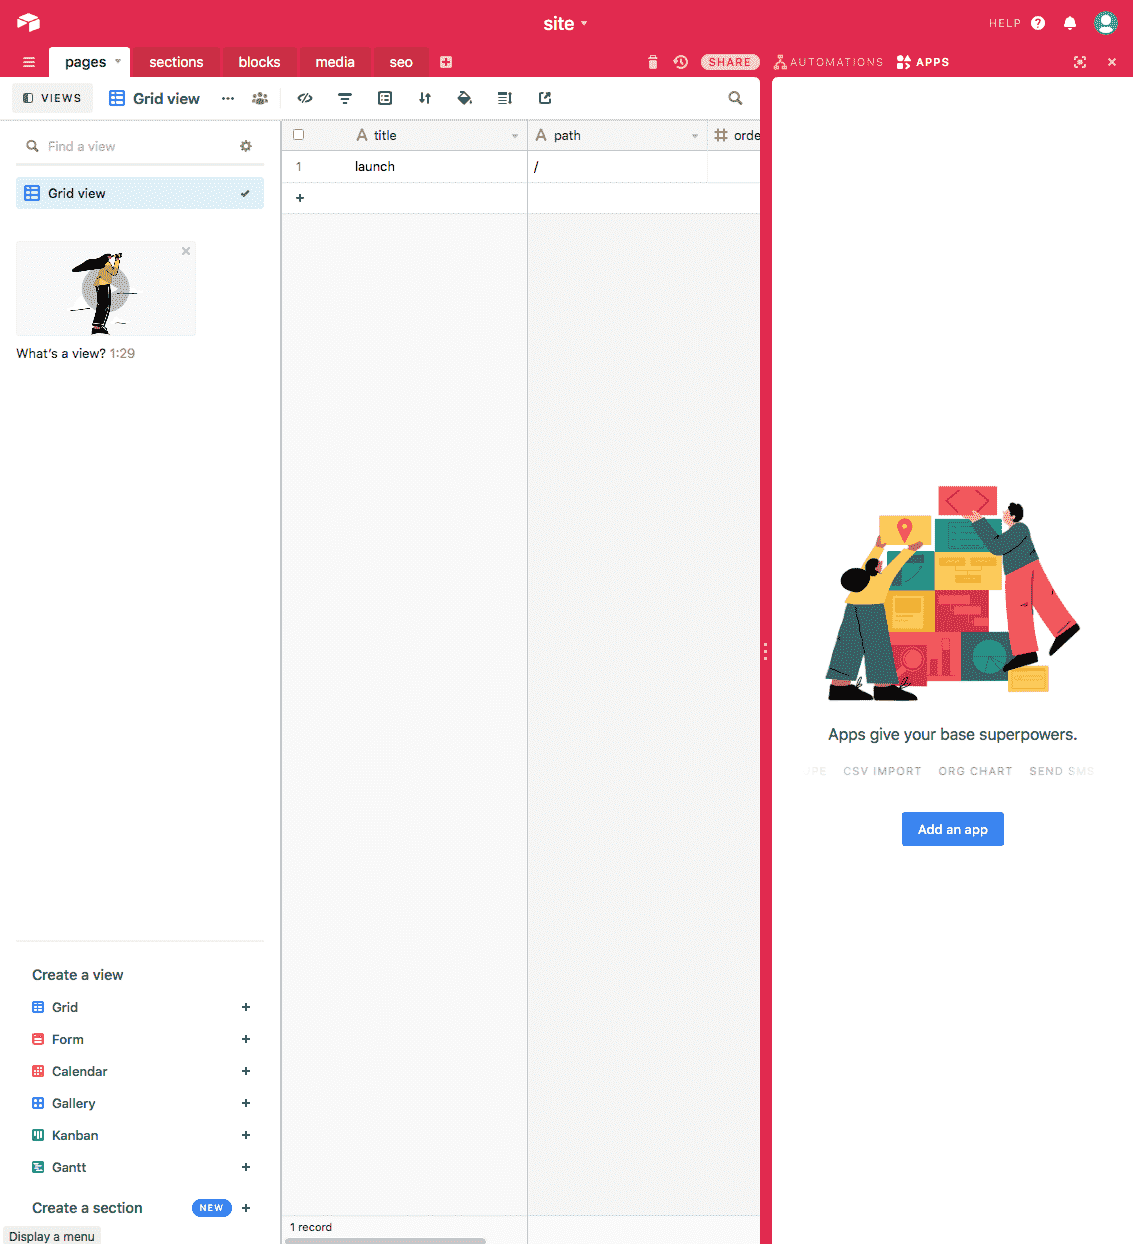 site
HELP
pages
sections
blocks
media
seo
SHARE
AUTOMATIONS
APPS
VIEWS
Grid view
Find a view
title
path
orde
Grid view
1
launch
/
What's a view? 1:29
Apps give your base superpowers.
CSV IMPORT
ORG CHART
SEND SMS
Add an app
Create a view
Grid
Form
Calendar
Gallery
Kanban
Gantt
Create a section
NEW
1 record
Display a menu